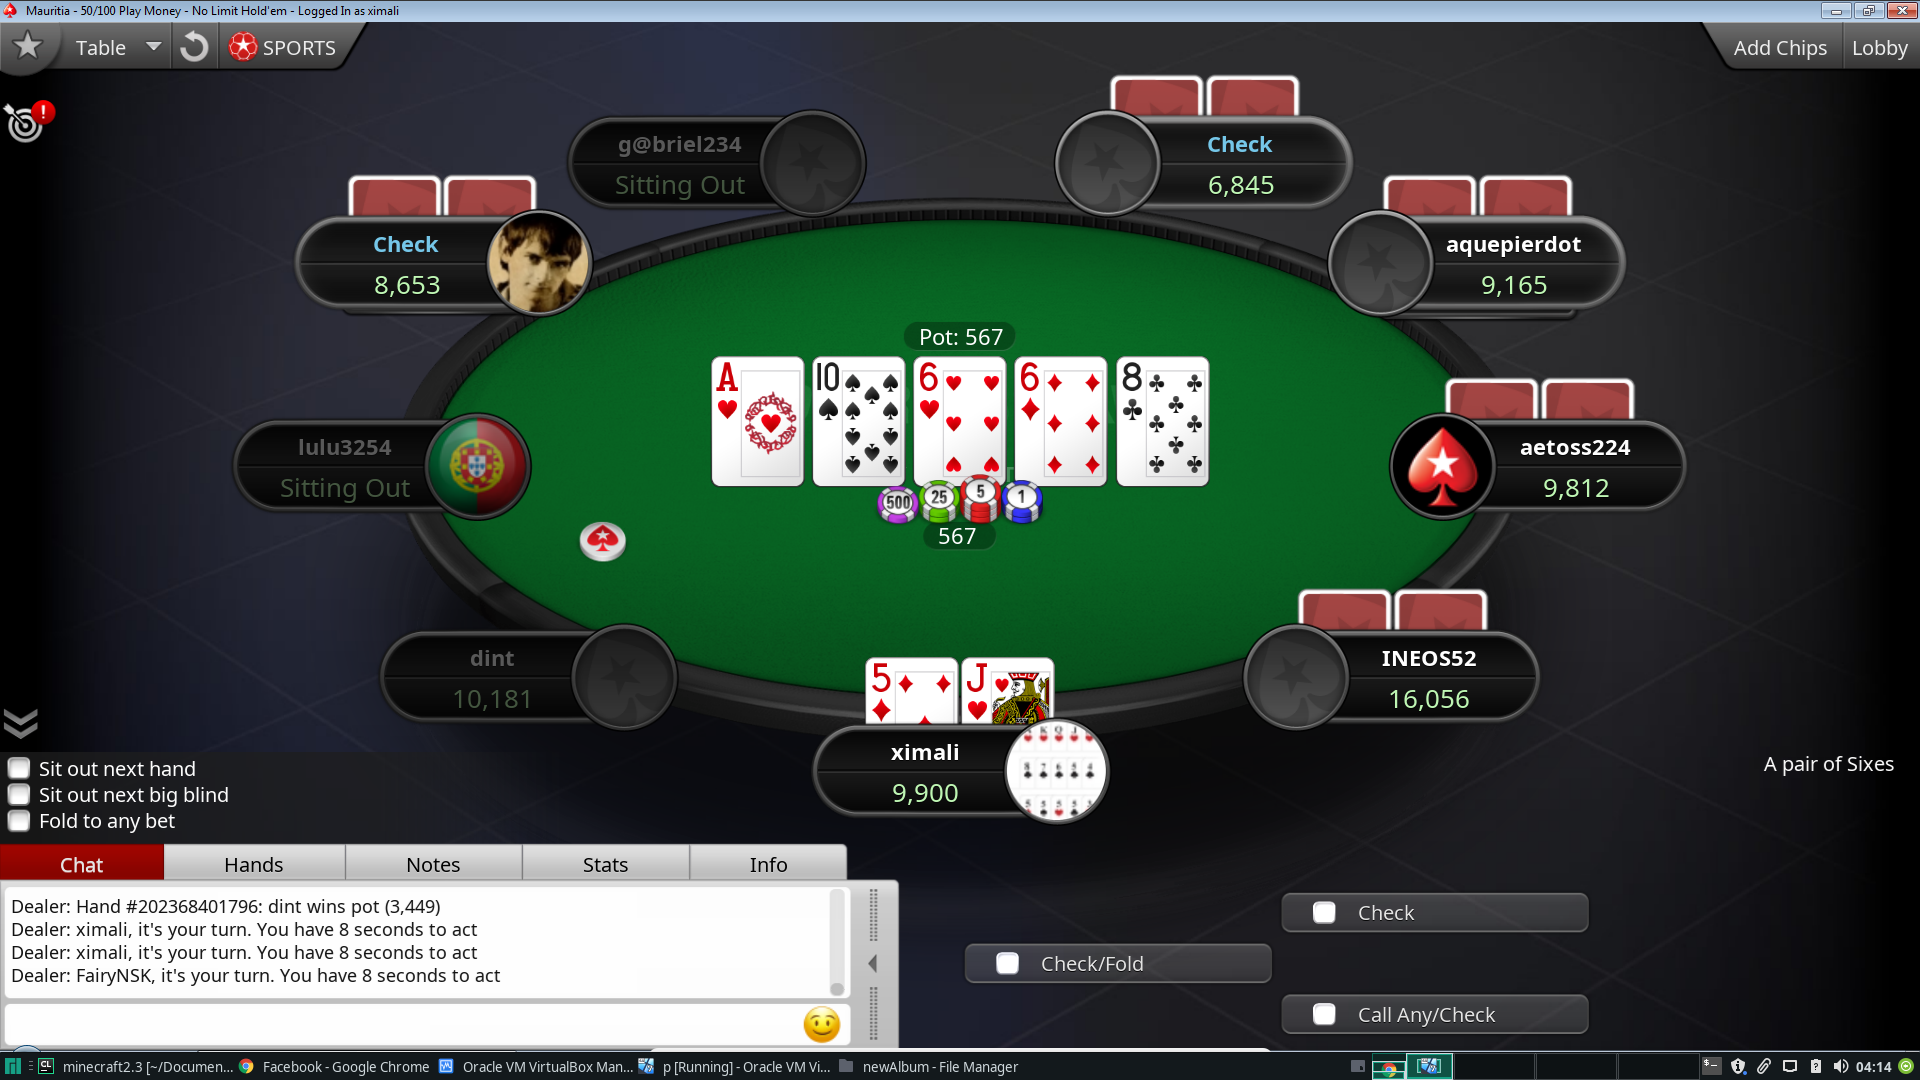 Mauritia - 50/100 Play Money - No Limit Hold'em - Logged In as ximali
Table
SPORTS
Add Chips
Lobby
!
g@briel234
Sitting Out
Check
6,845
Check
8,653
aquepierdot
9,165
Pot: 567
A
10
6
6
8
lulu3254
Sitting Out
aetoss224
9,812
500
25
5
1
567
dint
10,181
5
J
INEOS52
16,056
ximali
9,900
A pair of Sixes
Sit out next hand
Sit out next big blind
Fold to any bet
Chat
Hands
Notes
Stats
Info
Dealer: Hand #202368401796: dint wins pot (3,449)
Dealer: ximali, it's your turn. You have 8 seconds to act
Dealer: ximali, it's your turn. You have 8 seconds to act
Dealer: FairyNSK, it's your turn. You have 8 seconds to act
Check
Check/Fold
Call Any/Check
minecraft2.3 [~/Documen...
Facebook - Google Chrome
Oracle VM VirtualBox Man...
p [Running] - Oracle VM Vi...
newAlbum - File Manager
04:14